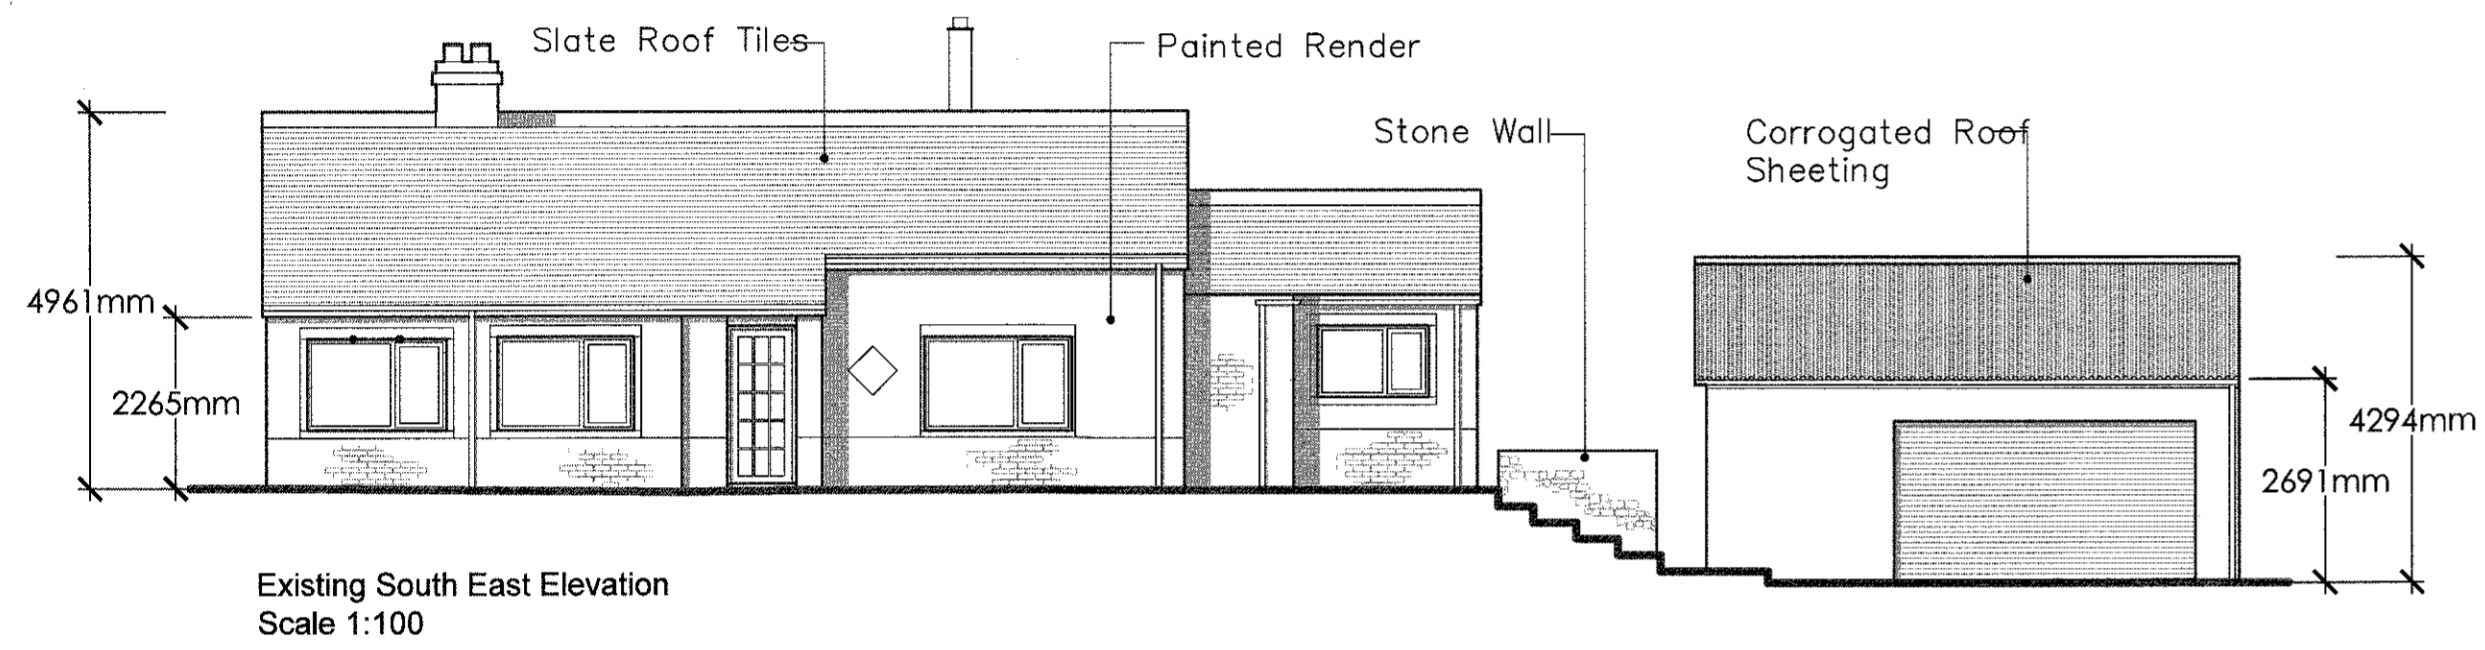 Slate Roof Tiles
Painted Render
Stone Wall
Corrogated Roof
Sheeting
4961mm
2265mm
4294mm
2691mm
Existing South East Elevation
Scale 1:100